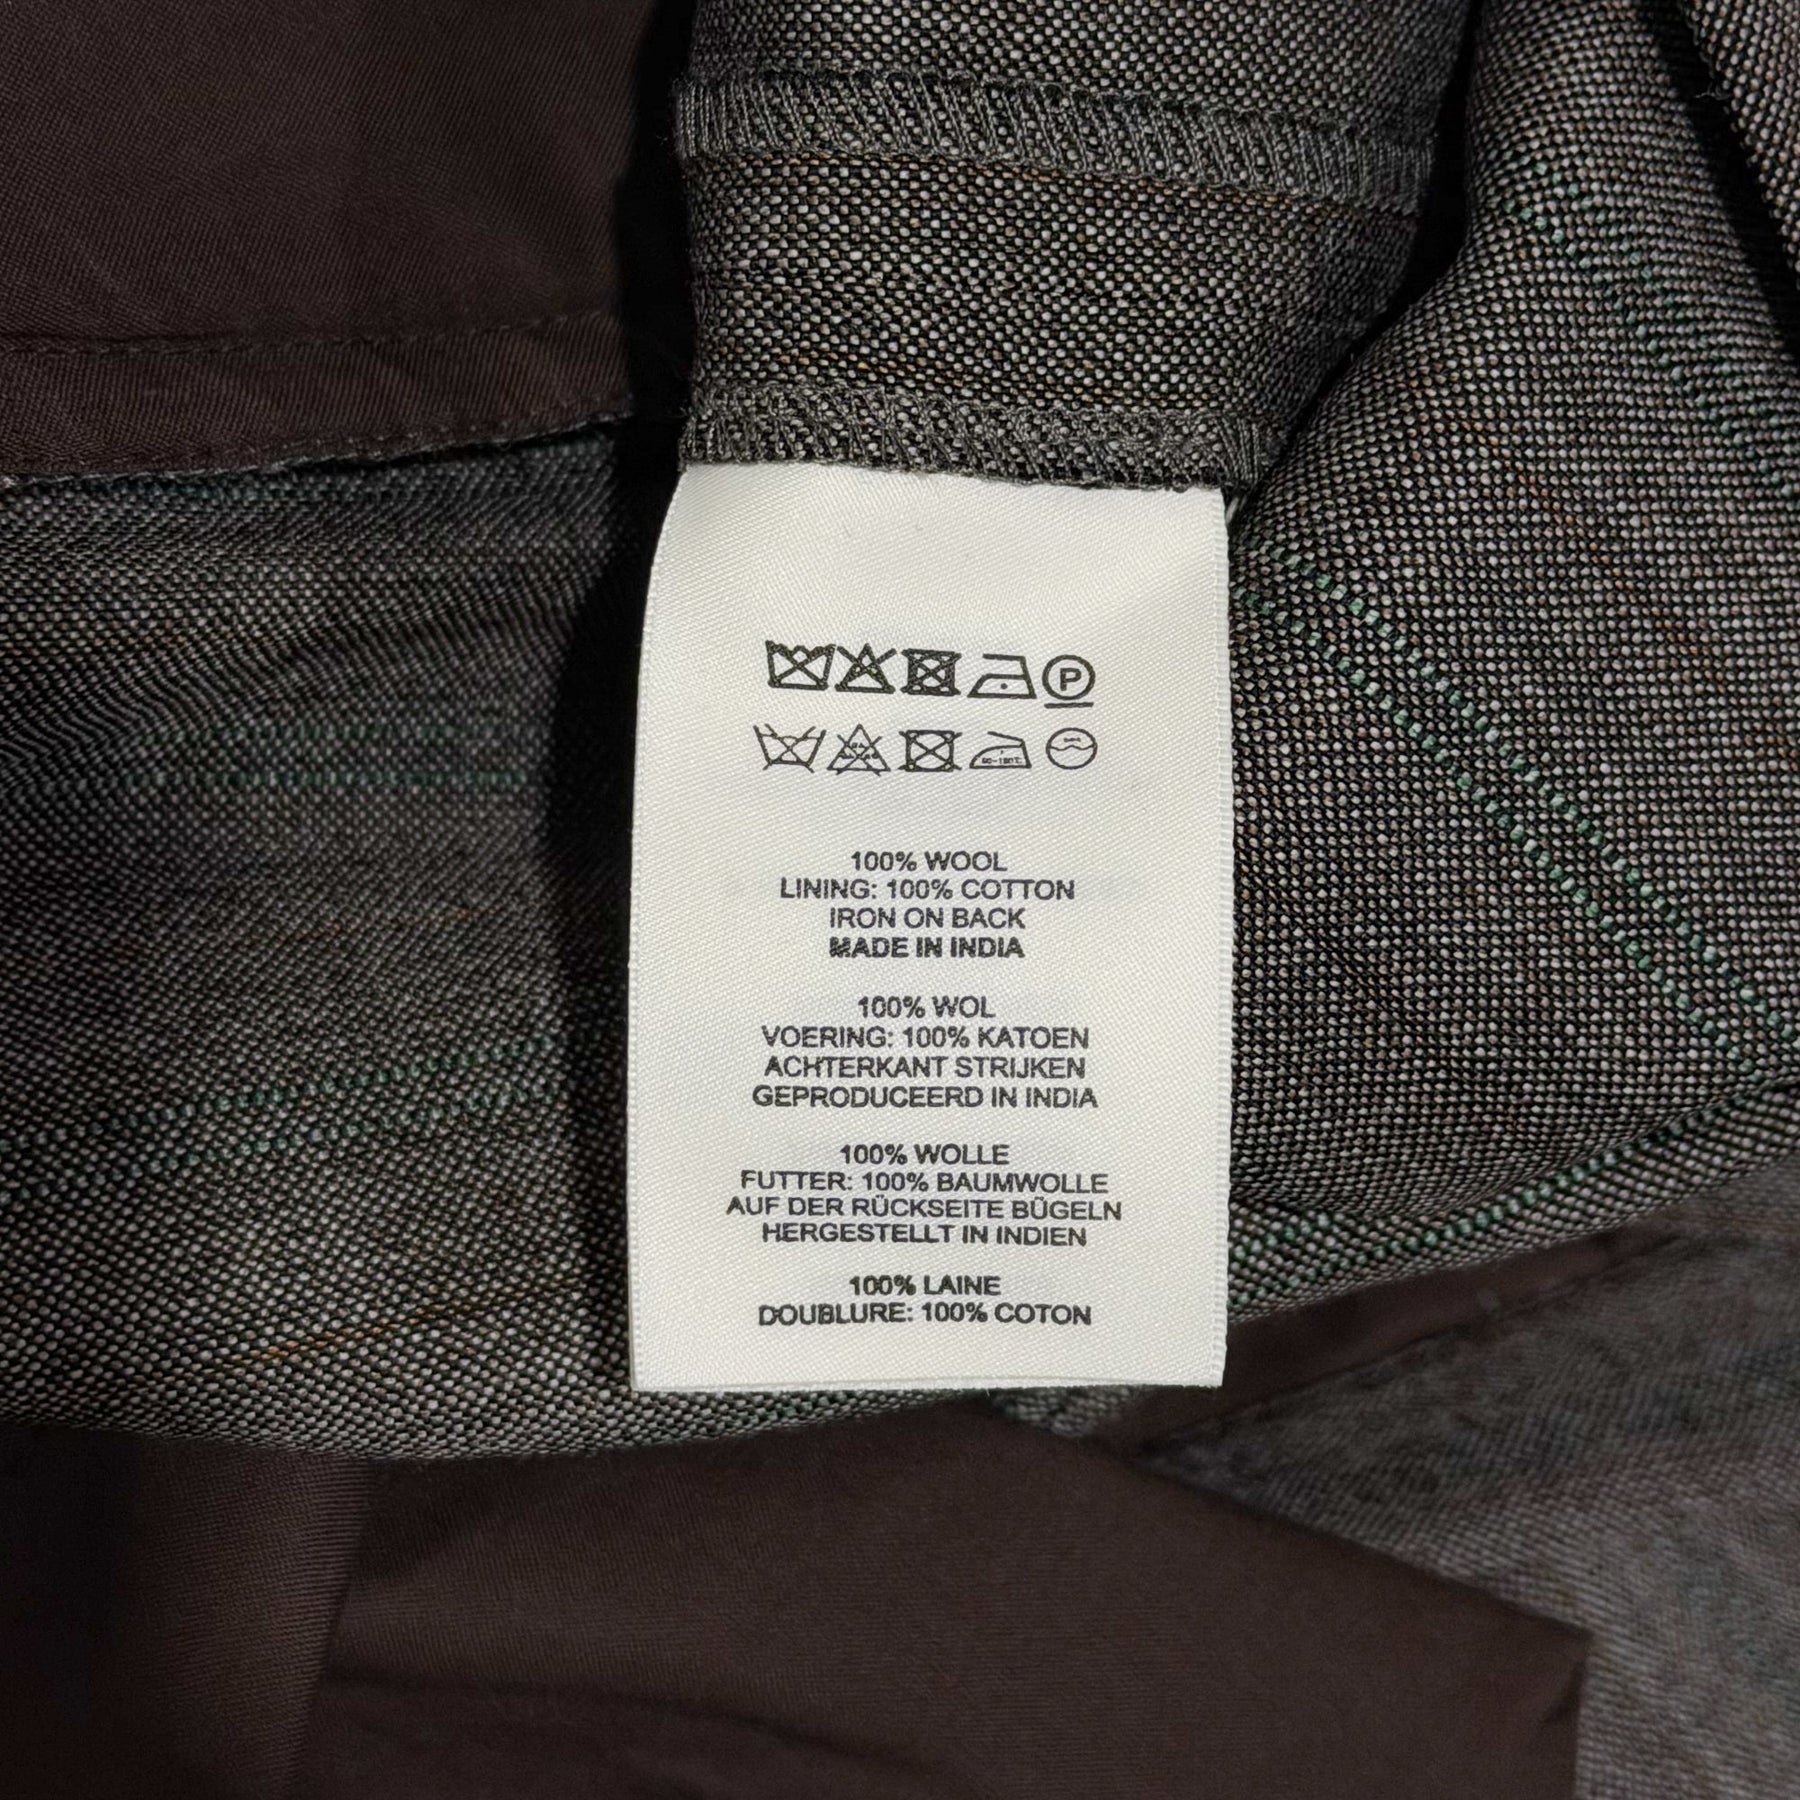 P
100% WOOL
LINING: 100% COTTON
IRON ON BACK
MADE IN INDIA
100% WOL
VOERING: 100% KATOEN
ACHTERKANT STRIJKEN
GEPRODUCEERD IN INDIA
100% WOLLE
FUTTER: 100% BAUMWOLLE
AUF DER RÜCKSEITE BÜGELN
HERGESTELLT IN INDIEN
100% LAINE
DOUBLURE: 100% COTON